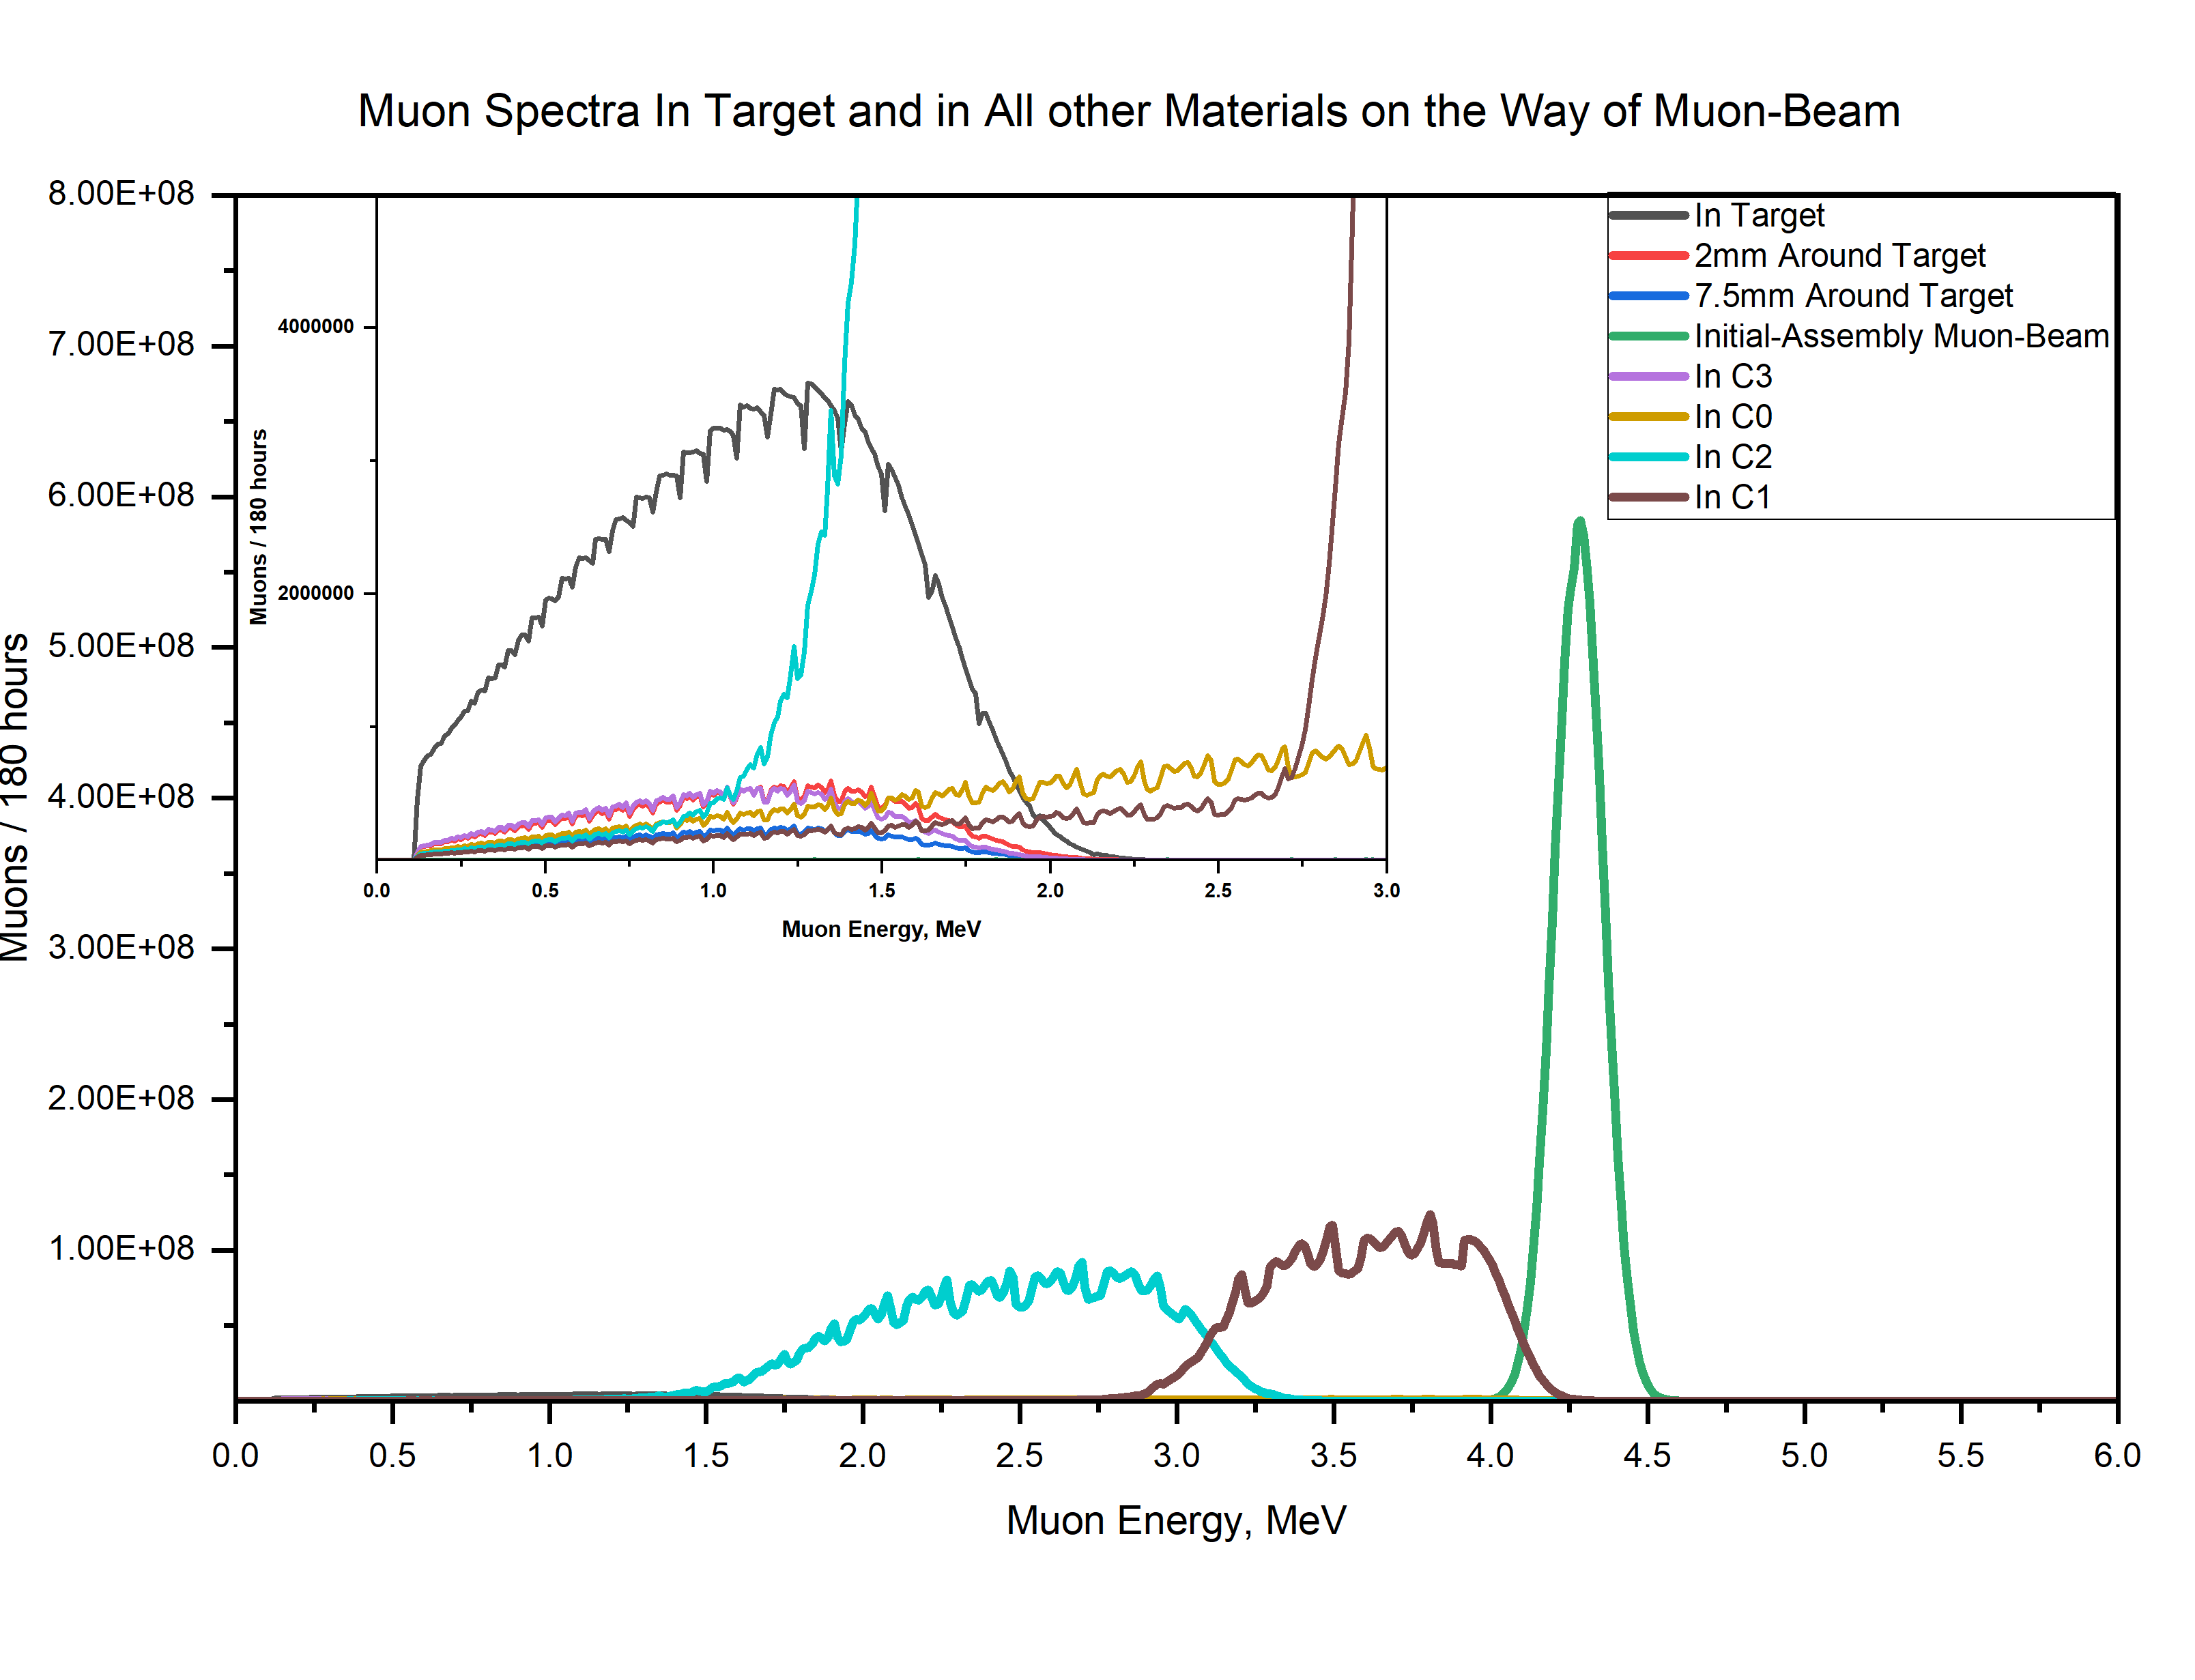 Muon Spectra In Target and in All other Materials on the Way of Muon-Beam
8.00E+08
7.00E+08
6.00E+08
5.00E+08
4.00E+08
3.00E+08
2.00E+08
1.00E+08
Muons / 180 hours
4000000
2000000
Muons / 180 hours
0.0 0.5 1.0 1.5 2.0 2.5 3.0
Muon Energy, MeV
In Target
2mm Around Target
7.5mm Around Target
Initial-Assembly Muon-Beam
In C3
In C0
In C2
In C1
0.0 0.5 1.0 1.5 2.0 2.5 3.0 3.5 4.0 4.5 5.0 5.5 6.0
Muon Energy, MeV